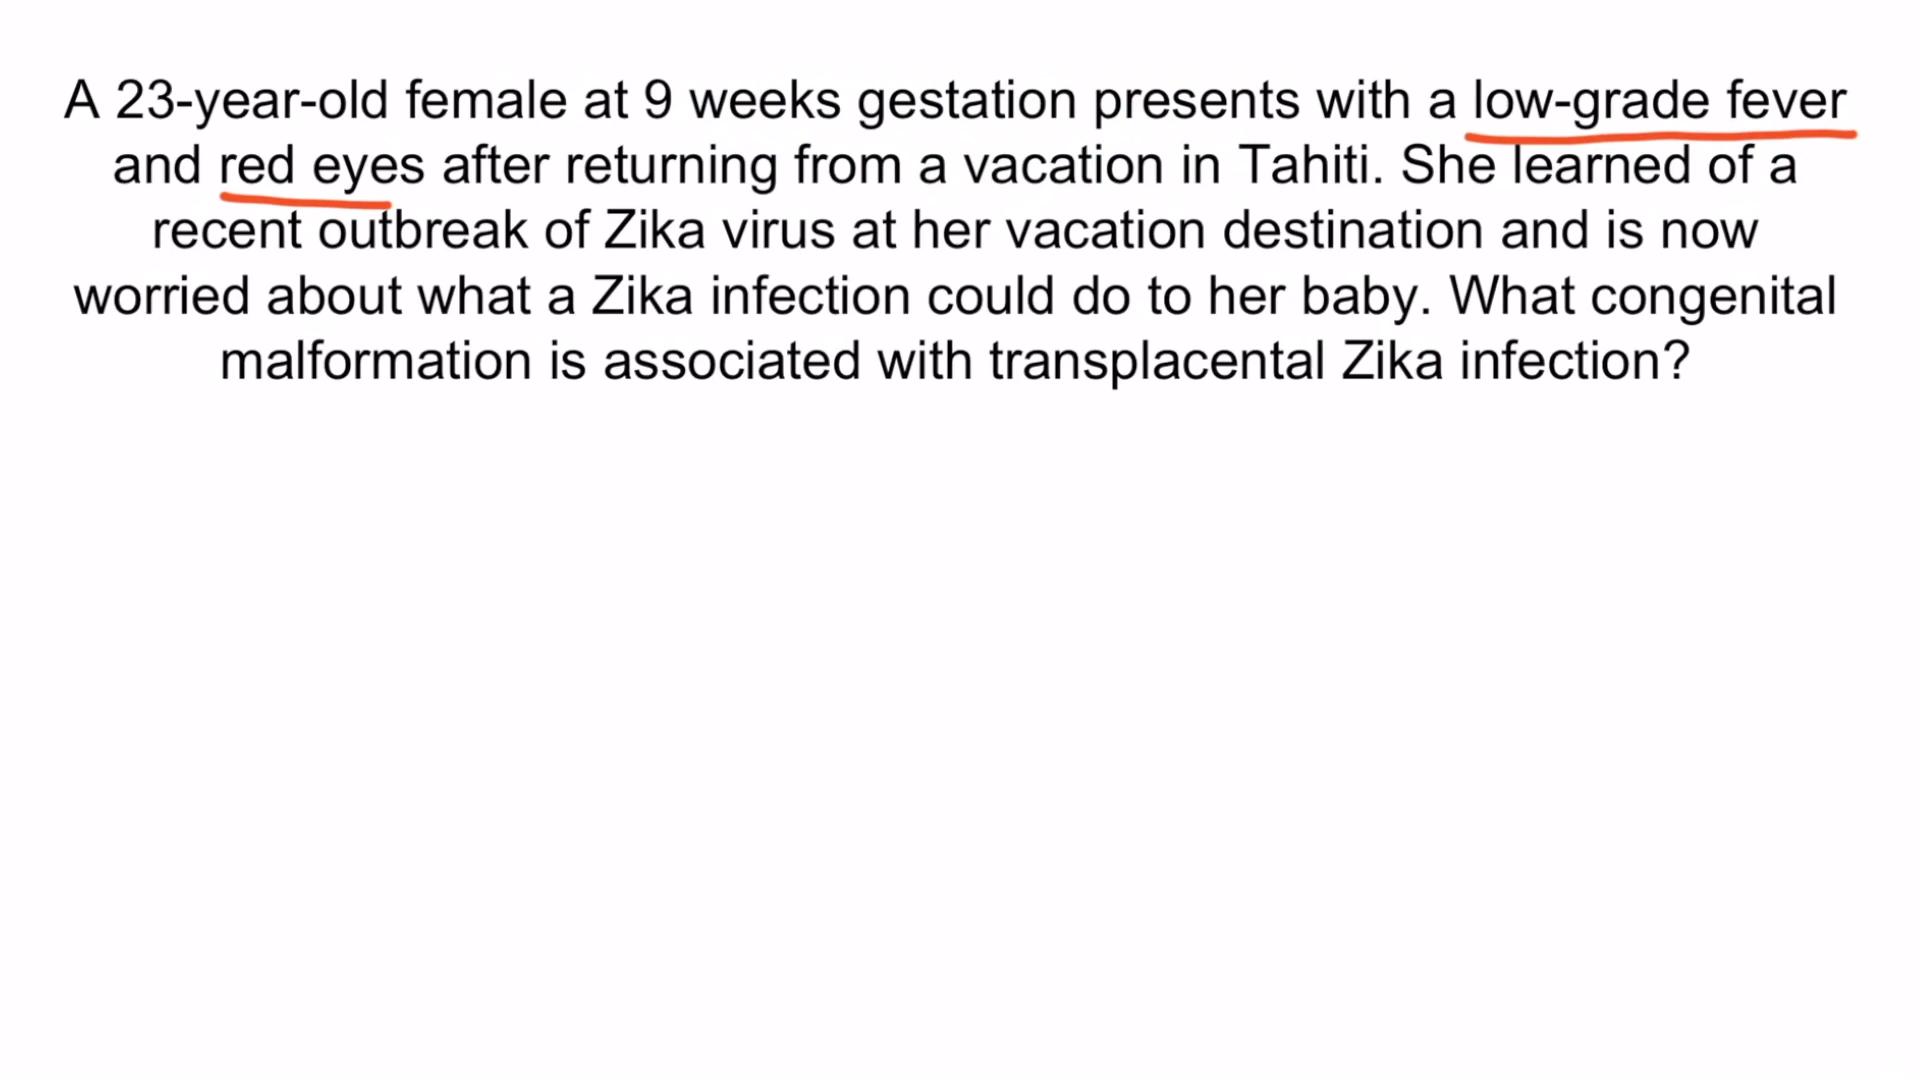 A 23-year-old female at 9 weeks gestation presents with a low-grade fever
and red eyes after returning from a vacation in Tahiti. She learned of a
recent outbreak of Zika virus at her vacation destination and is now
worried about what a Zika infection could do to her baby. What congenital
malformation is associated with transplacental Zika infection?